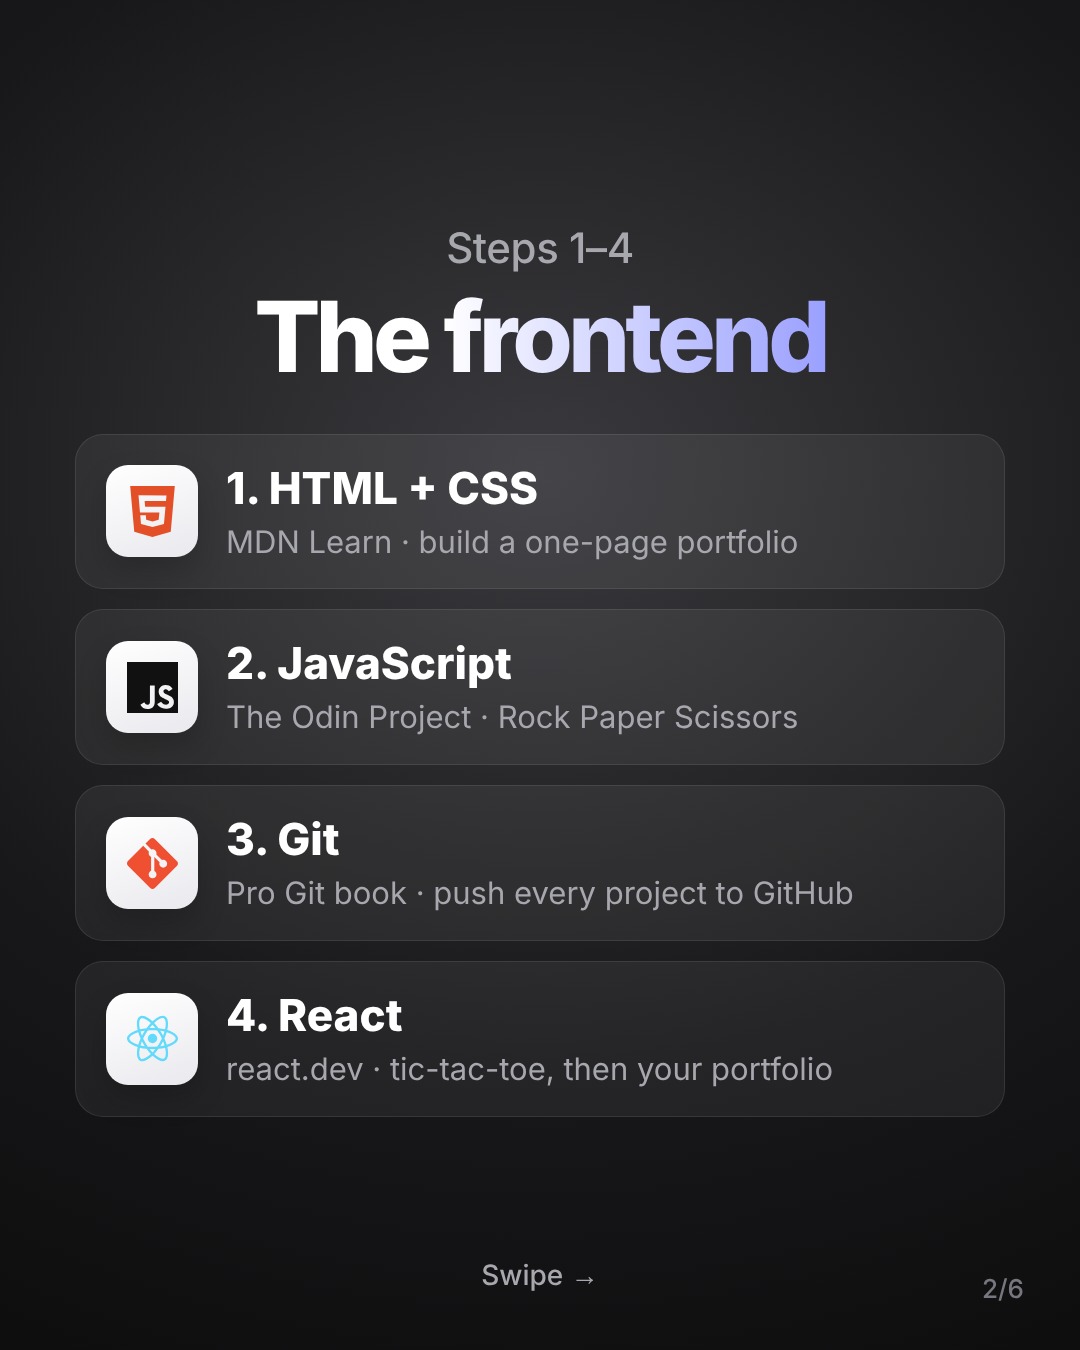 Steps 1–4
The frontend
1. HTML + CSS
MDN Learn · build a one-page portfolio
JS
2. JavaScript
The Odin Project · Rock Paper Scissors
3. Git
Pro Git book · push every project to GitHub
4. React
react.dev · tic-tac-toe, then your portfolio
Swipe →
2/6